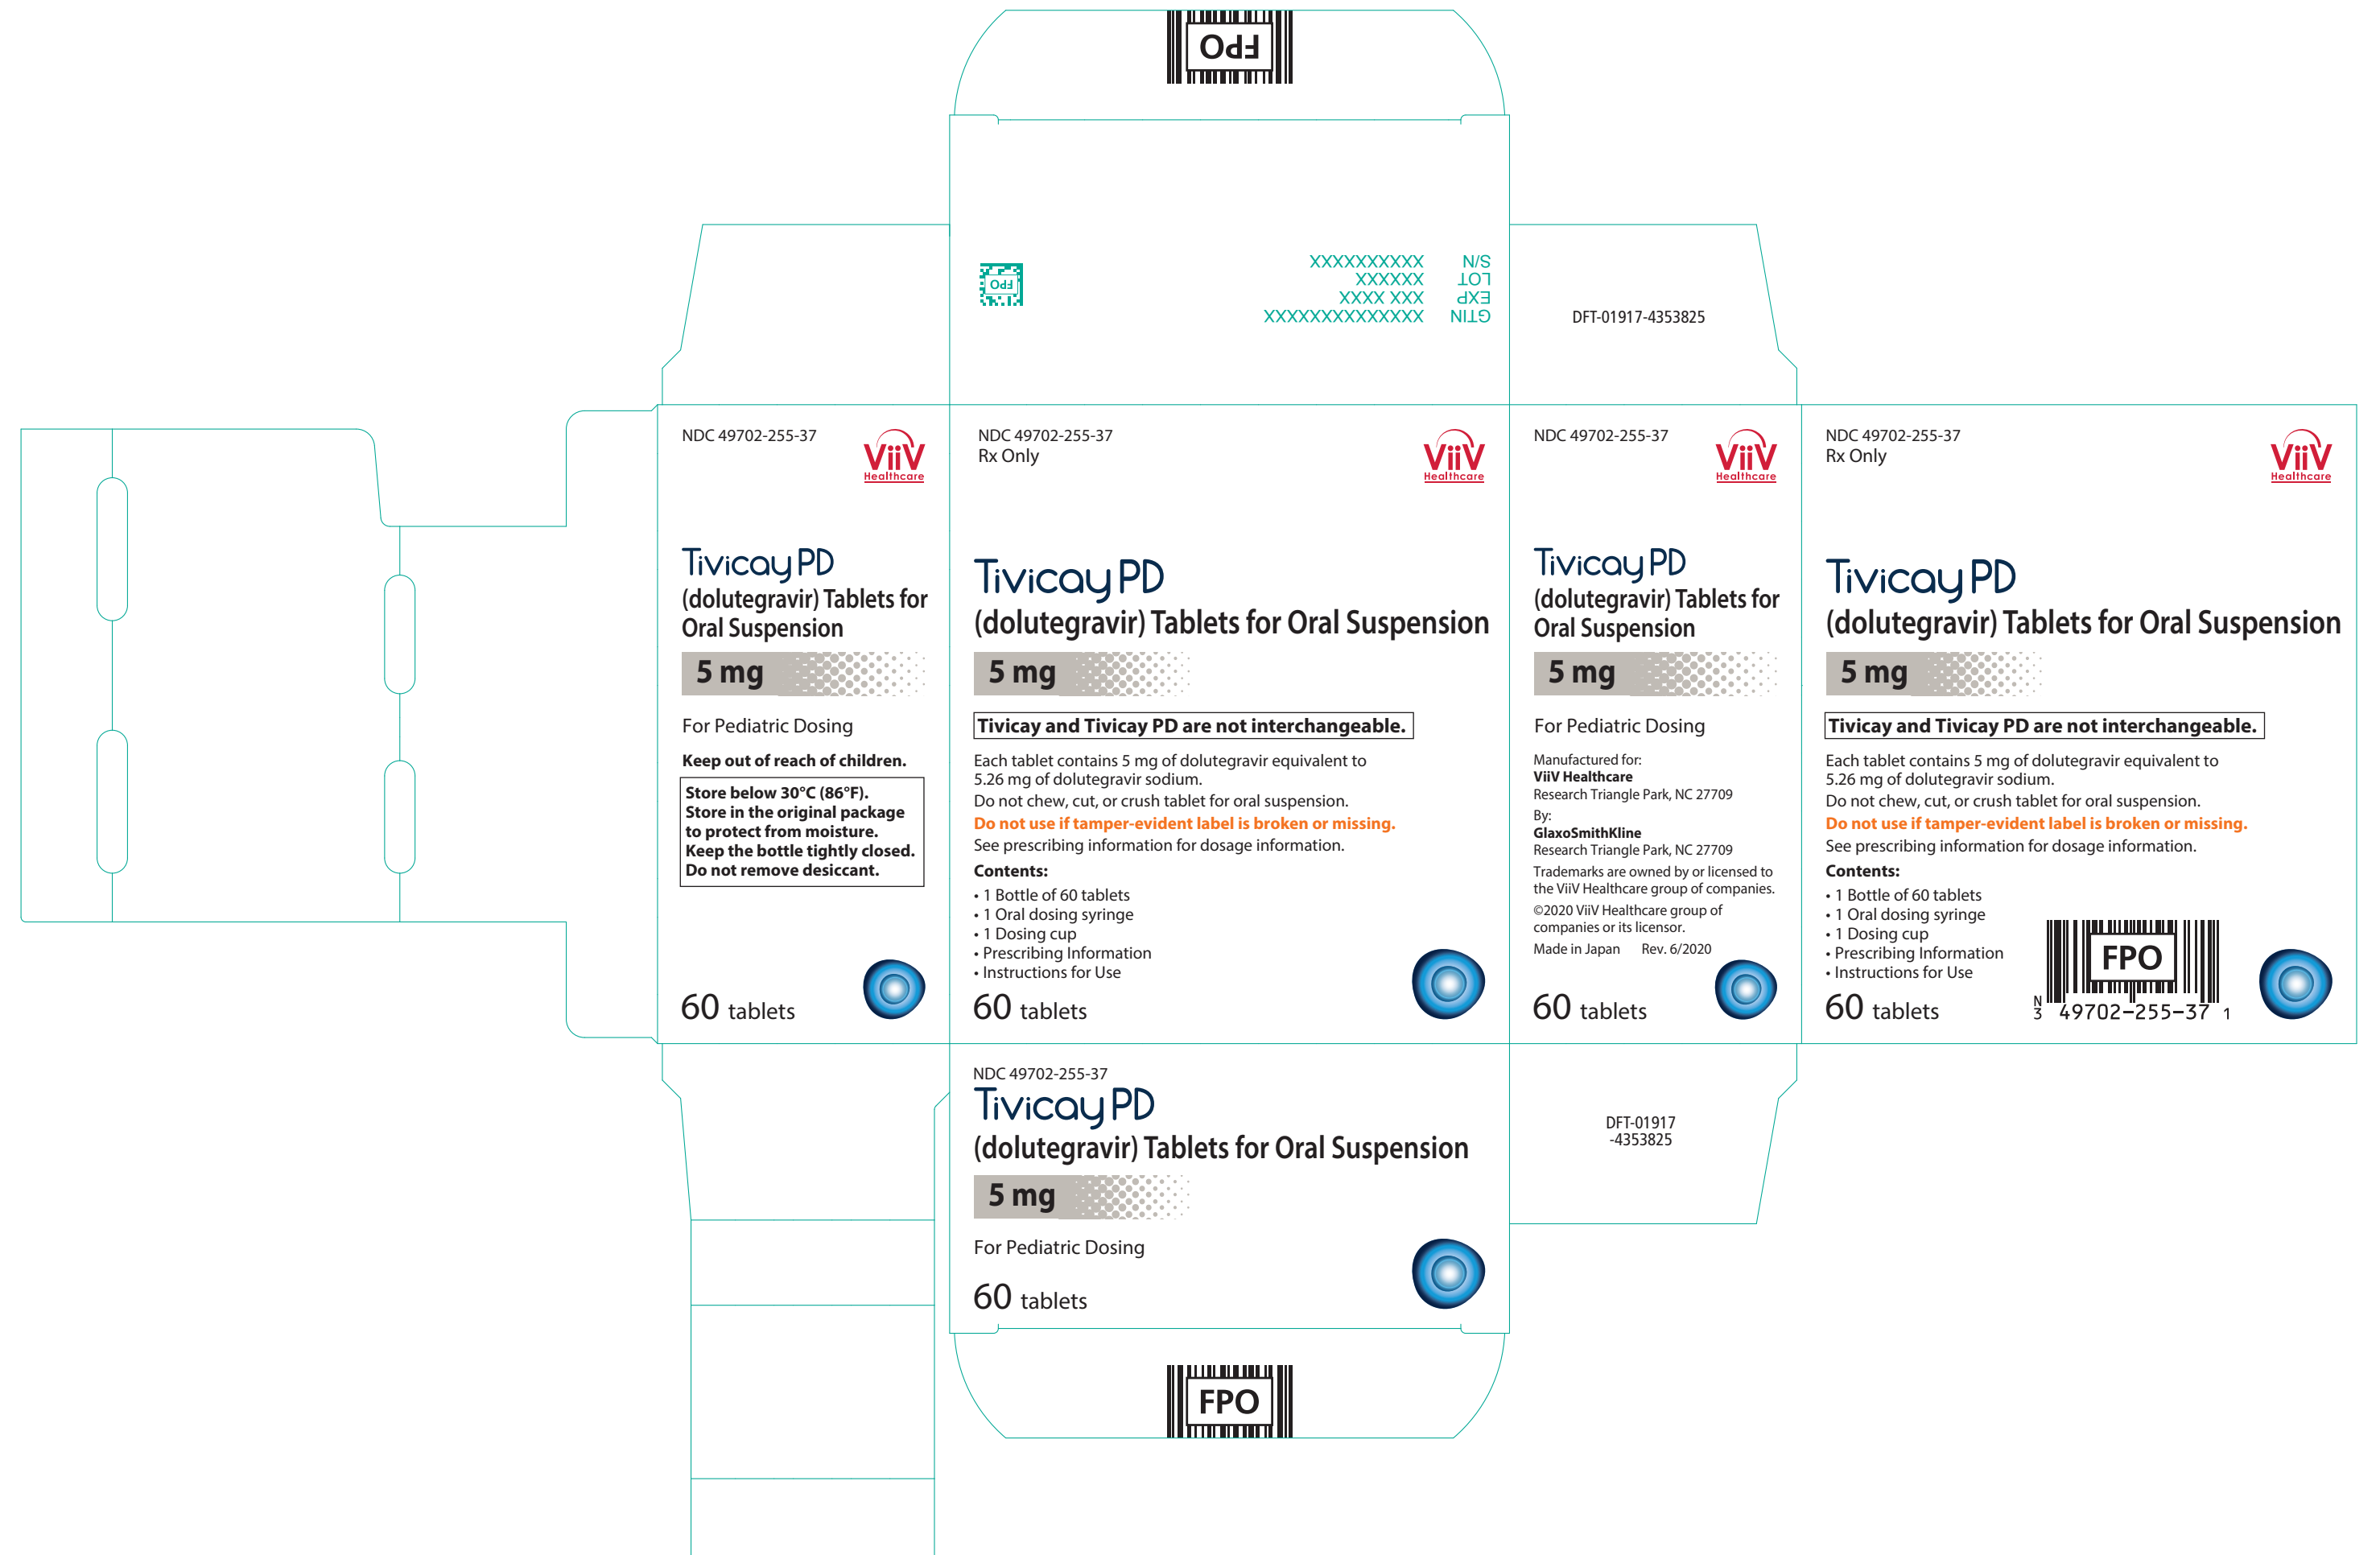 FPO
S/N XXXXXXXXXX
LOT XXXXXX
EXP XXX XXXX
GTIN XXXXXXXXXXXXXX
FPO
DFT-01917-4353825
NDC 49702-255-37
ViiV
Healthcare
Tivicay PD
(dolutegravir) Tablets for
Oral Suspension
5 mg
For Pediatric Dosing
Keep out of reach of children.
Store below 30°C (86°F).
Store in the original package
to protect from moisture.
Keep the bottle tightly closed.
Do not remove desiccant.
60 tablets
NDC 49702-255-37
Rx Only
ViiV
Healthcare
Tivicay PD
(dolutegravir) Tablets for Oral Suspension
5 mg
Tivicay and Tivicay PD are not interchangeable.
Each tablet contains 5 mg of dolutegravir equivalent to
5.26 mg of dolutegravir sodium.
Do not chew, cut, or crush tablet for oral suspension.
Do not use if tamper-evident label is broken or missing.
See prescribing information for dosage information.
Contents:
• 1 Bottle of 60 tablets
• 1 Oral dosing syringe
• 1 Dosing cup
• Prescribing Information
• Instructions for Use
60 tablets
NDC 49702-255-37
ViiV
Healthcare
Tivicay PD
(dolutegravir) Tablets for
Oral Suspension
5 mg
For Pediatric Dosing
Manufactured for:
ViiV Healthcare
Research Triangle Park, NC 27709
By:
GlaxoSmithKline
Research Triangle Park, NC 27709
Trademarks are owned by or licensed to
the ViiV Healthcare group of companies.
©2020 ViiV Healthcare group of
companies or its licensor.
Made in Japan Rev. 6/2020
60 tablets
NDC 49702-255-37
Rx Only
ViiV
Healthcare
Tivicay PD
(dolutegravir) Tablets for Oral Suspension
5 mg
Tivicay and Tivicay PD are not interchangeable.
Each tablet contains 5 mg of dolutegravir equivalent to
5.26 mg of dolutegravir sodium.
Do not chew, cut, or crush tablet for oral suspension.
Do not use if tamper-evident label is broken or missing.
See prescribing information for dosage information.
Contents:
• 1 Bottle of 60 tablets
• 1 Oral dosing syringe
• 1 Dosing cup
• Prescribing Information
• Instructions for Use
60 tablets
FPO
N
3 49702-255-37 1
NDC 49702-255-37
Tivicay PD
(dolutegravir) Tablets for Oral Suspension
5 mg
For Pediatric Dosing
60 tablets
DFT-01917
-4353825
FPO